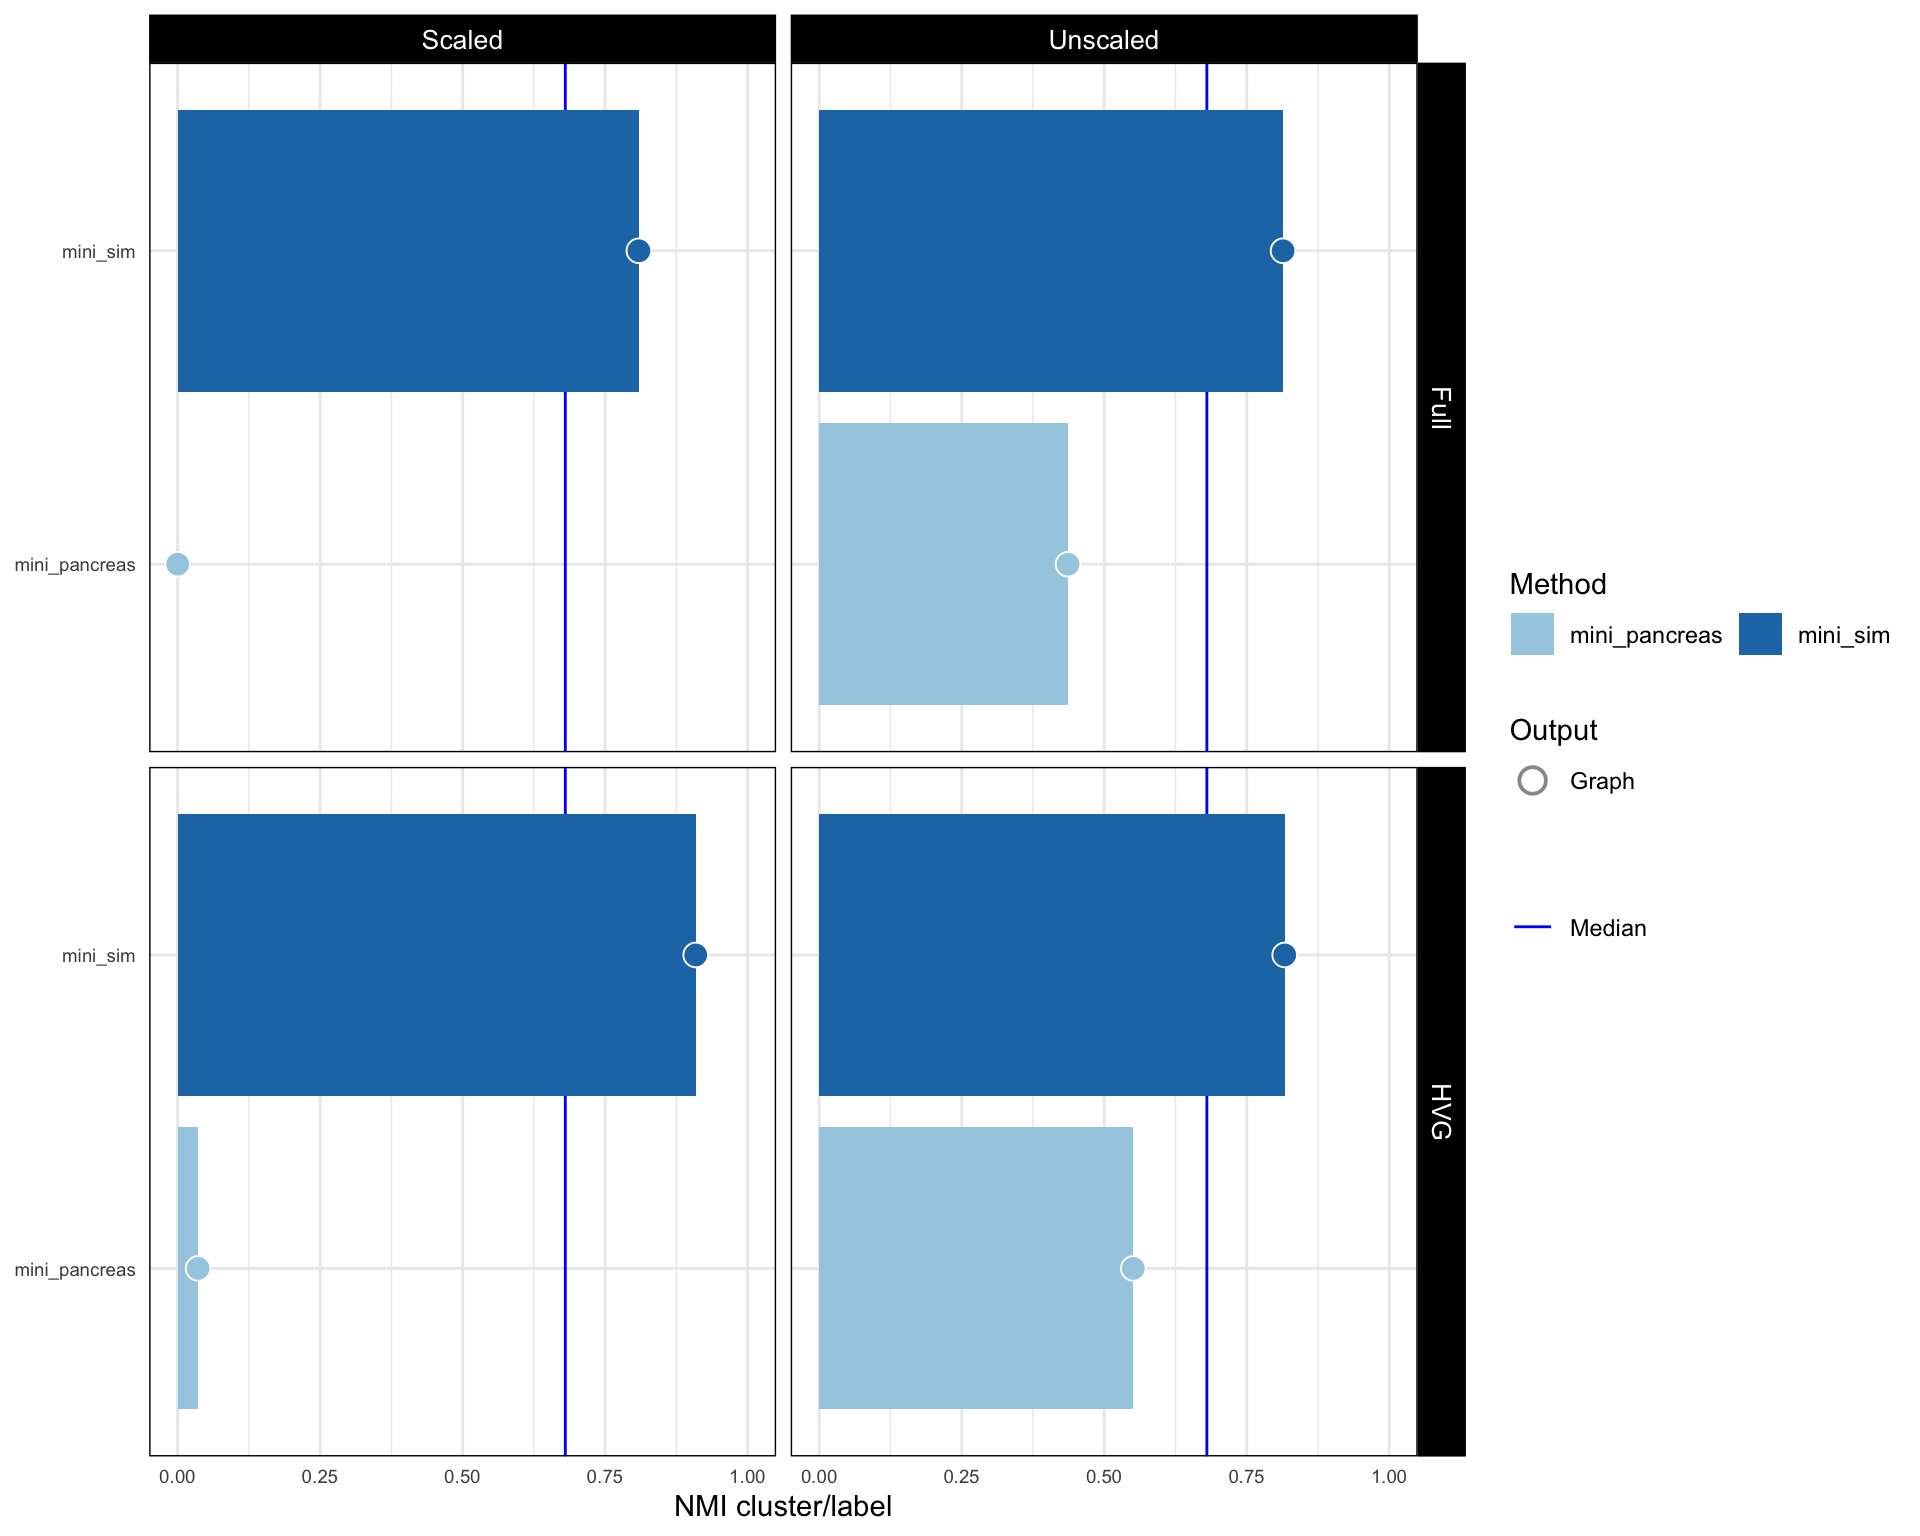 Scaled
Unscaled
mini_sim
mini_pancreas
Full
mini_sim
mini_pancreas
HVG
0.00 0.25 0.50 0.75 1.00
0.00 0.25 0.50 0.75 1.00
NMI cluster/label
Method
mini_pancreas mini_sim
Output
Graph
Median